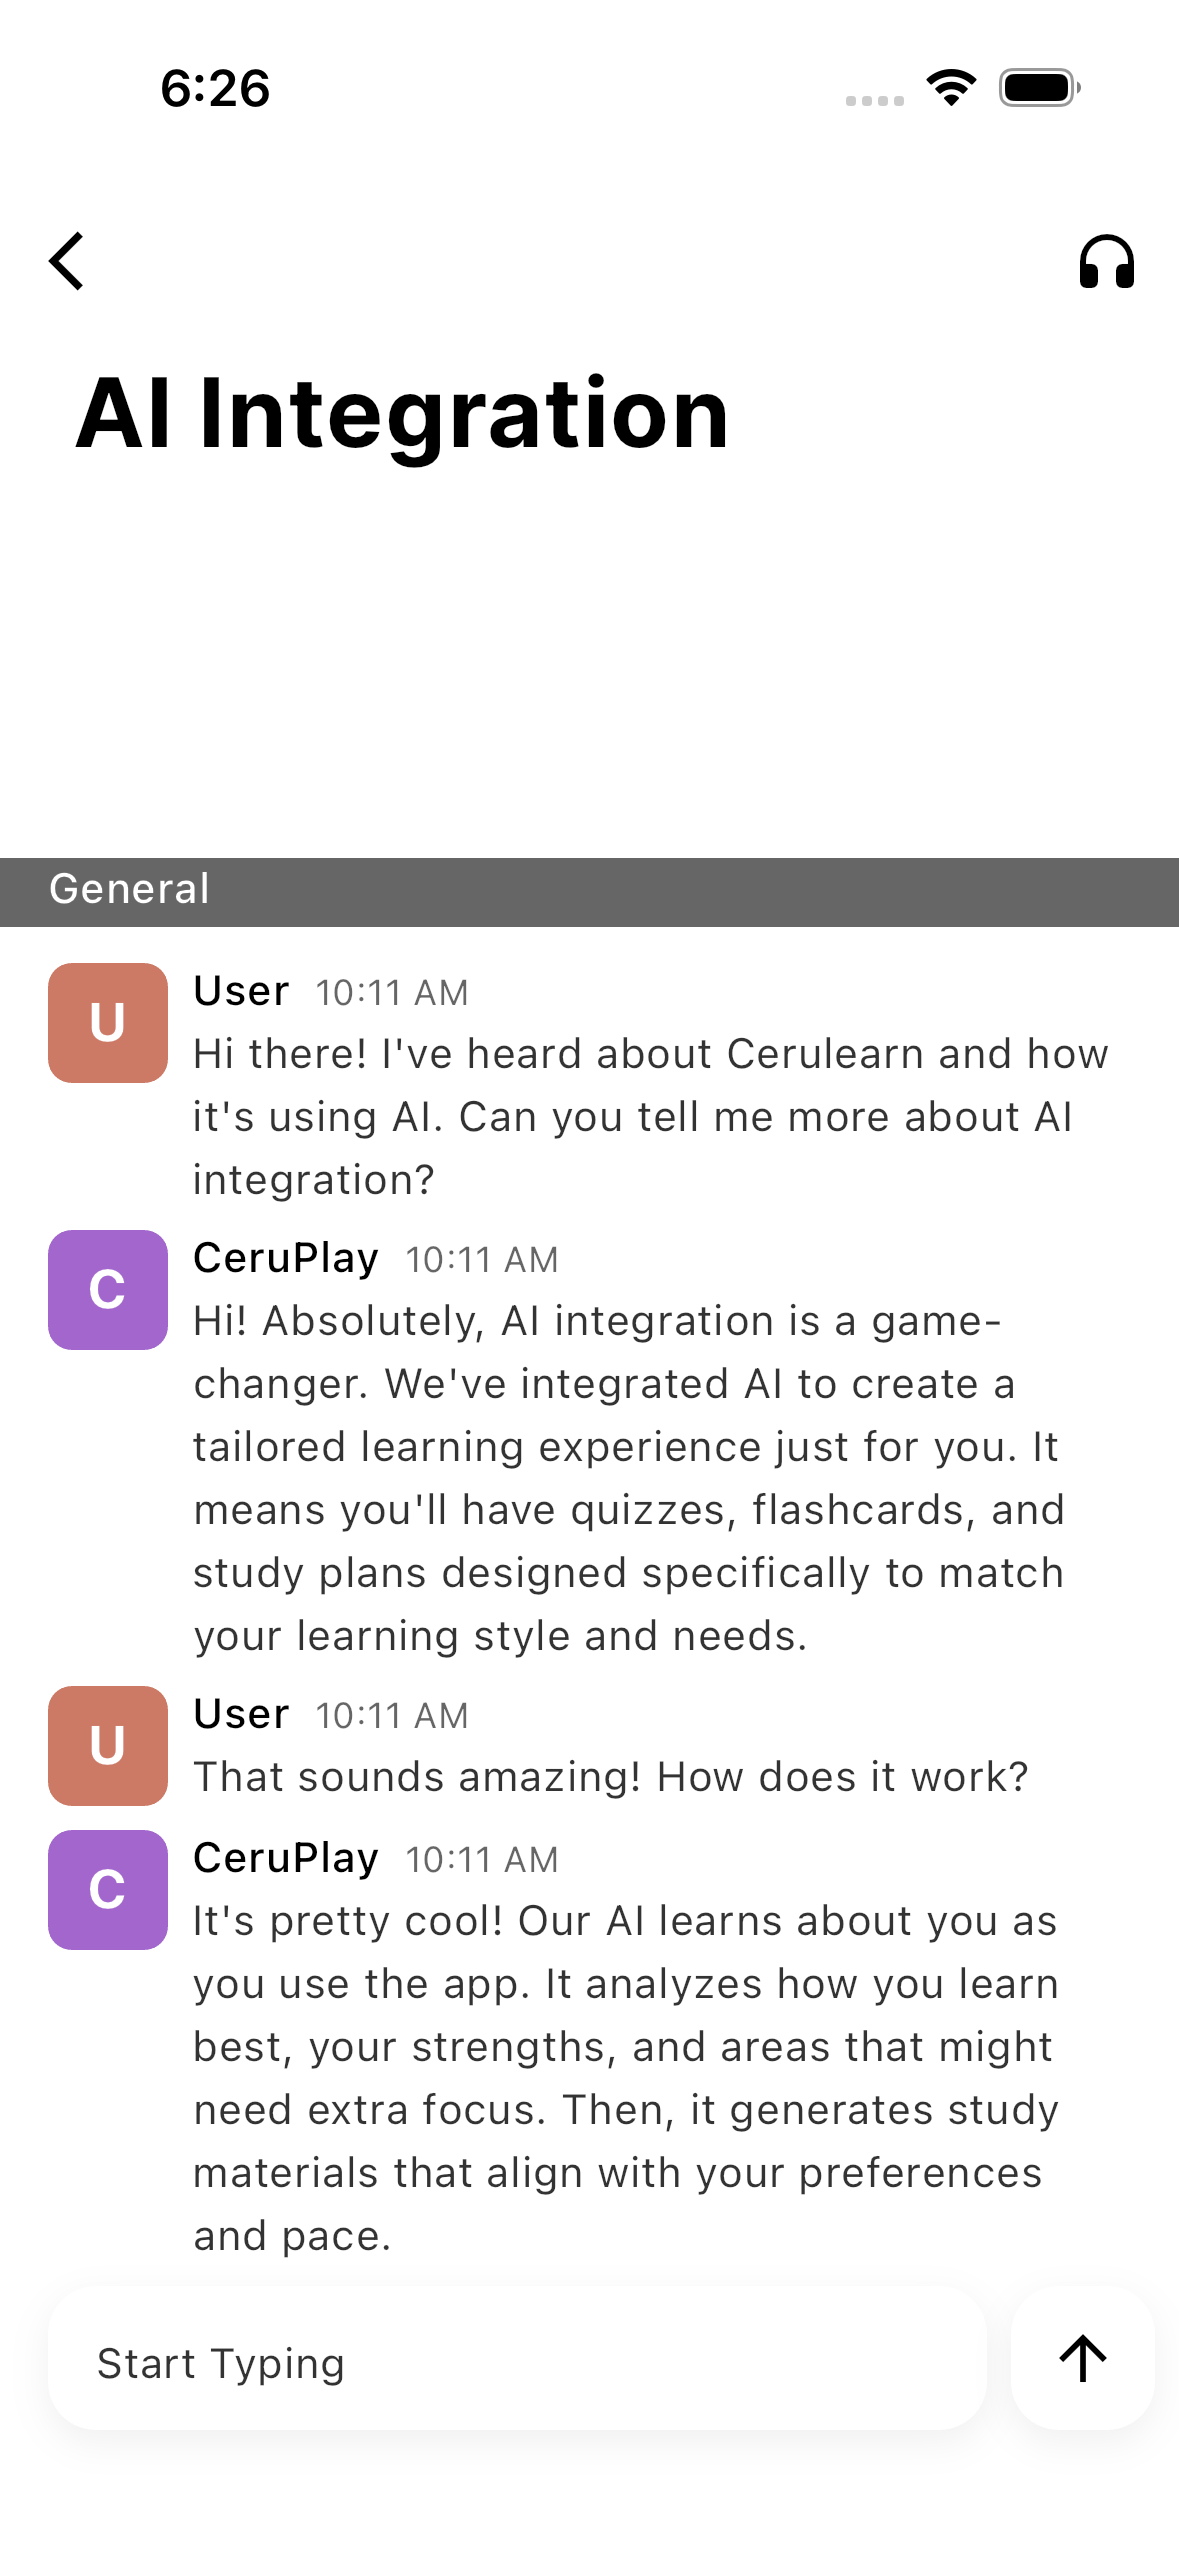 6:26
AI Integration
General
U
User 10:11 AM
Hi there! I've heard about Cerulearn and how
it's using AI. Can you tell me more about AI
integration?
C
CeruPlay 10:11 AM
Hi! Absolutely, AI integration is a game-
changer. We've integrated AI to create a
tailored learning experience just for you. It
means you'll have quizzes, flashcards, and
study plans designed specifically to match
your learning style and needs.
U
User 10:11 AM
That sounds amazing! How does it work?
C
CeruPlay 10:11 AM
It's pretty cool! Our AI learns about you as
you use the app. It analyzes how you learn
best, your strengths, and areas that might
need extra focus. Then, it generates study
materials that align with your preferences
and pace.
Start Typing